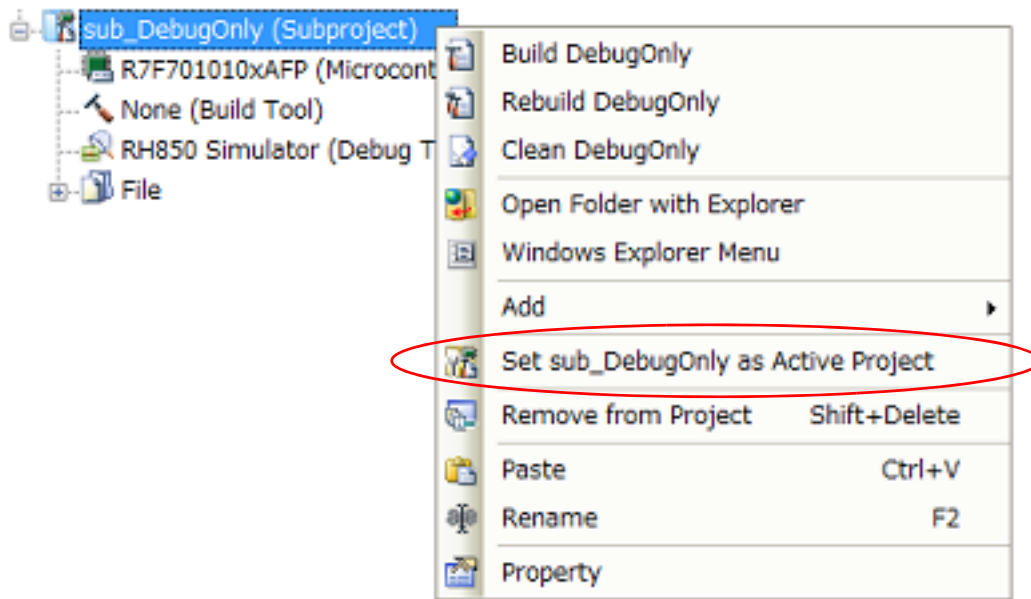 sub_DebugOnly (Subproject)
R7F701010xAFP (Microcont
None (Build Tool)
RH850 Simulator (Debug T
File
Build DebugOnly
Rebuild DebugOnly
Clean DebugOnly
Open Folder with Explorer
Windows Explorer Menu
Add
Set sub_DebugOnly as Active Project
Remove from Project Shift+Delete
Paste Ctrl+V
Rename F2
Property